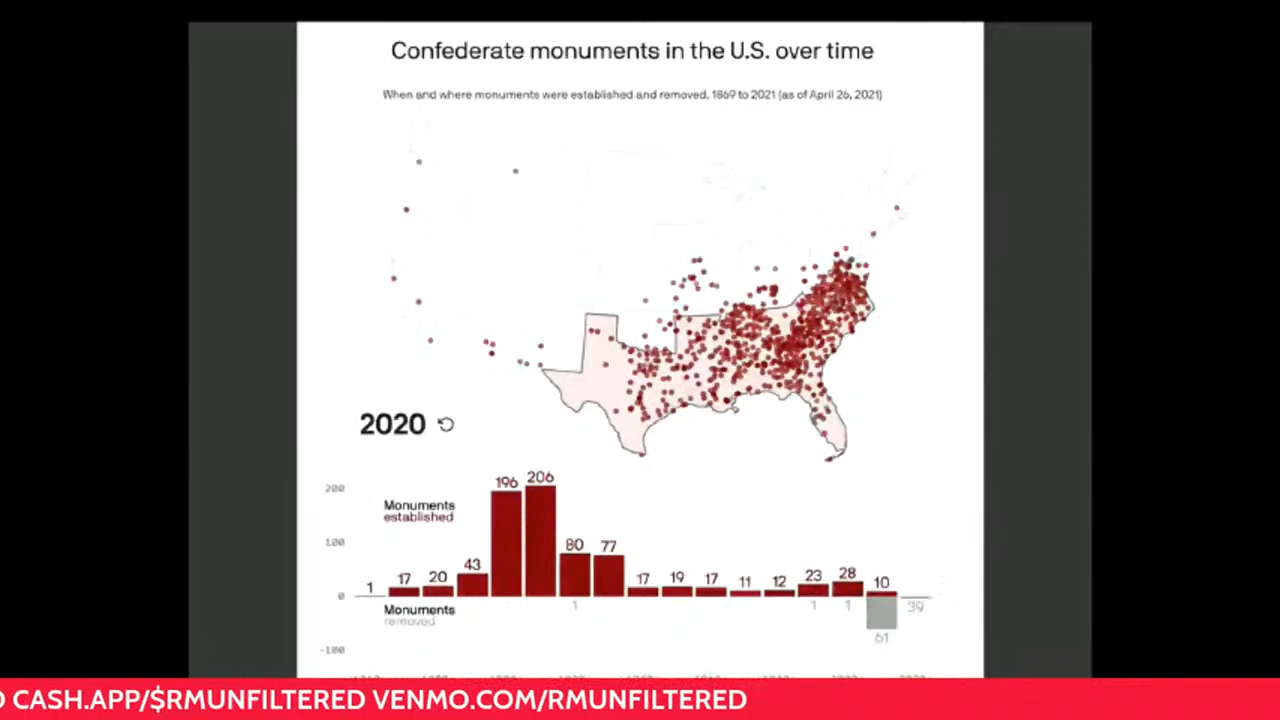 Confederate monuments in the U.S. over time
When and where monuments were established and removed, 1869 to 2021 (as of April 26, 2021)
2020
200
100
0
-100
Monuments
established
Monuments
removed
1 17 20 43 196 206 80 77 17 19 17 11 12 23 28 10
1 1 1 61 39
CASH.APP/$RMUNFILTERED VENMO.COM/RMUNFILTERED